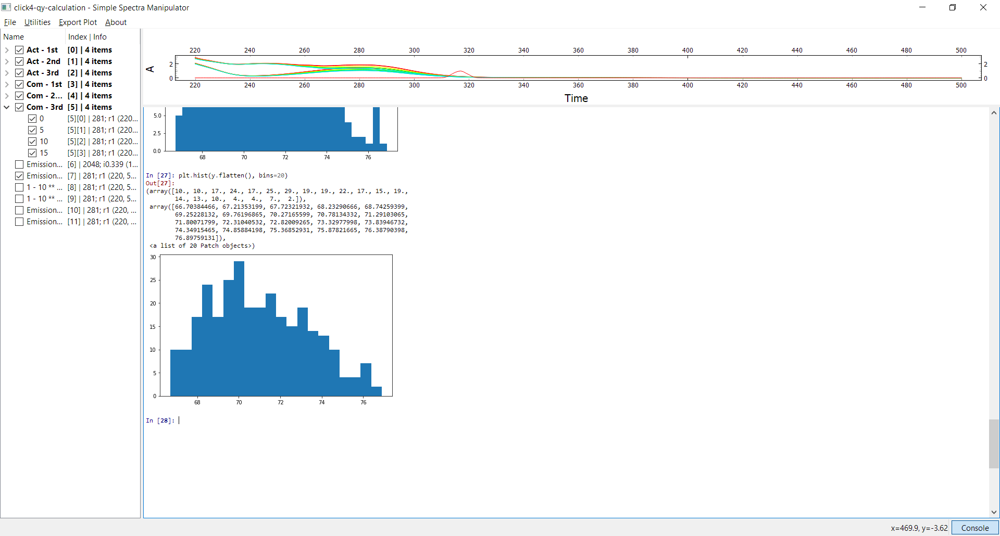 click4-qy-calculation - Simple Spectra Manipulator
File Utilities Export Plot About
Name Index | Info
Act - 1st [0] | 4 items
Act - 2nd [1] | 4 items
Act - 3rd [2] | 4 items
Com - 1st [3] | 4 items
Com - 2... [4] | 4 items
Com - 3rd [5] | 4 items
0 [5][0] | 281; r1 (220...
5 [5][1] | 281; r1 (220...
10 [5][2] | 281; r1 (220...
15 [5][3] | 281; r1 (220...
Emission... [6] | 2048; i0.339 (1...
Emission... [7] | 281; r1 (220, 5...
1 - 10 ** ... [8] | 281; r1 (220, 5...
1 - 10 ** ... [9] | 281; r1 (220, 5...
Emission... [10] | 281; r1 (220, ...
Emission... [11] | 281; r1 (220, ...
220 240 260 280 300 320 340 360 380 400 420 440 460 480 500
A
2 2
0 0
220 240 260 280 300 320 340 360 380 400 420 440 460 480 500
Time
5.0
2.5
0.0
68 70 72 74 76
In [27]: plt.hist(y.flatten(), bins=20)
Out[27]:
(array([10., 10., 17., 24., 17., 25., 29., 19., 19., 22., 17., 15., 19.,
14., 13., 10., 4., 4., 7., 2.]),
array([66.70384466, 67.21353199, 67.72321932, 68.23290666, 68.74259399,
69.25228132, 69.76196865, 70.27165599, 70.78134332, 71.29103065,
71.80071799, 72.31040532, 72.82009265, 73.32977998, 73.83946732,
74.34915465, 74.85884198, 75.36852931, 75.87821665, 76.38790398,
76.89759131]),
<a list of 20 Patch objects>)
30
25
20
15
10
5
0
68 70 72 74 76
In [28]:
x=469.9, y=-3.62 Console